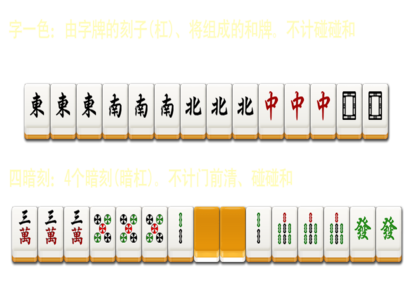 字一色：由字牌的刻子(杠)、将组成的和牌。不计碰碰和
東東東南南南北北北中中中
四暗刻：4个暗刻(暗杠)。不计门前清、碰碰和
三三三
萬萬萬
發發